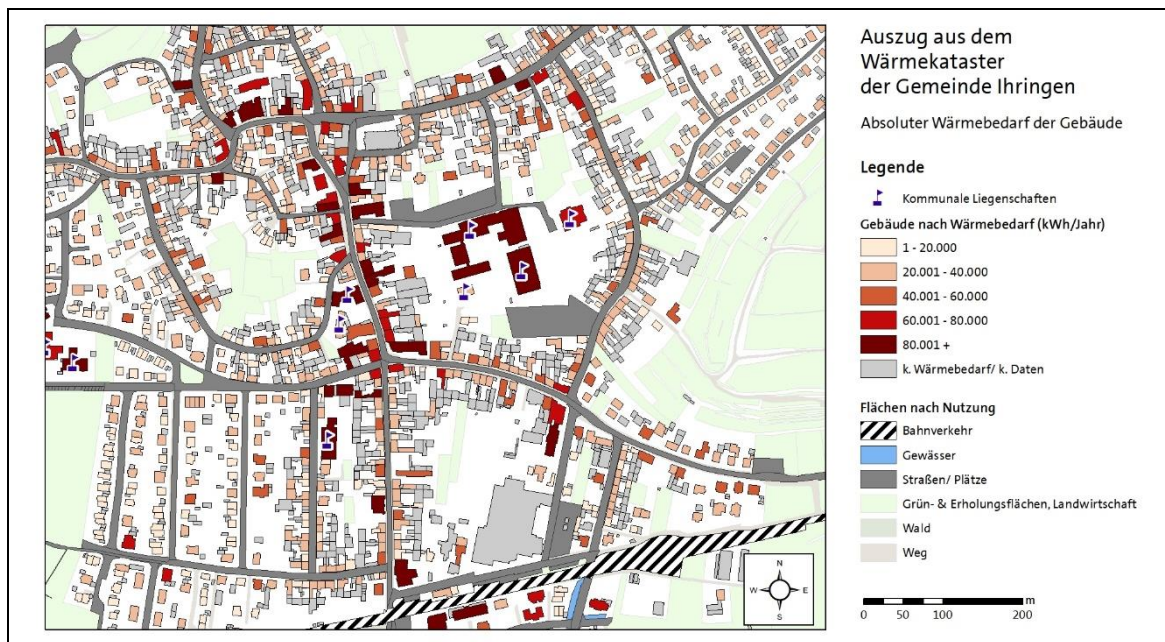 Auszug aus dem
Wärmekataster
der Gemeinde Ihringen
Absoluter Wärmebedarf der Gebäude
Legende
Kommunale Liegenschaften
Gebäude nach Wärmebedarf (kWh/Jahr)
1 - 20.000
20.001 - 40.000
40.001 - 60.000
60.001 - 80.000
80.001 +
k. Wärmebedarf/ k. Daten
Flächen nach Nutzung
Bahnverkehr
Gewässer
Straßen/ Plätze
Grün- & Erholungsflächen, Landwirtschaft
Wald
Weg
N
W E
S
m
0 50 100 200